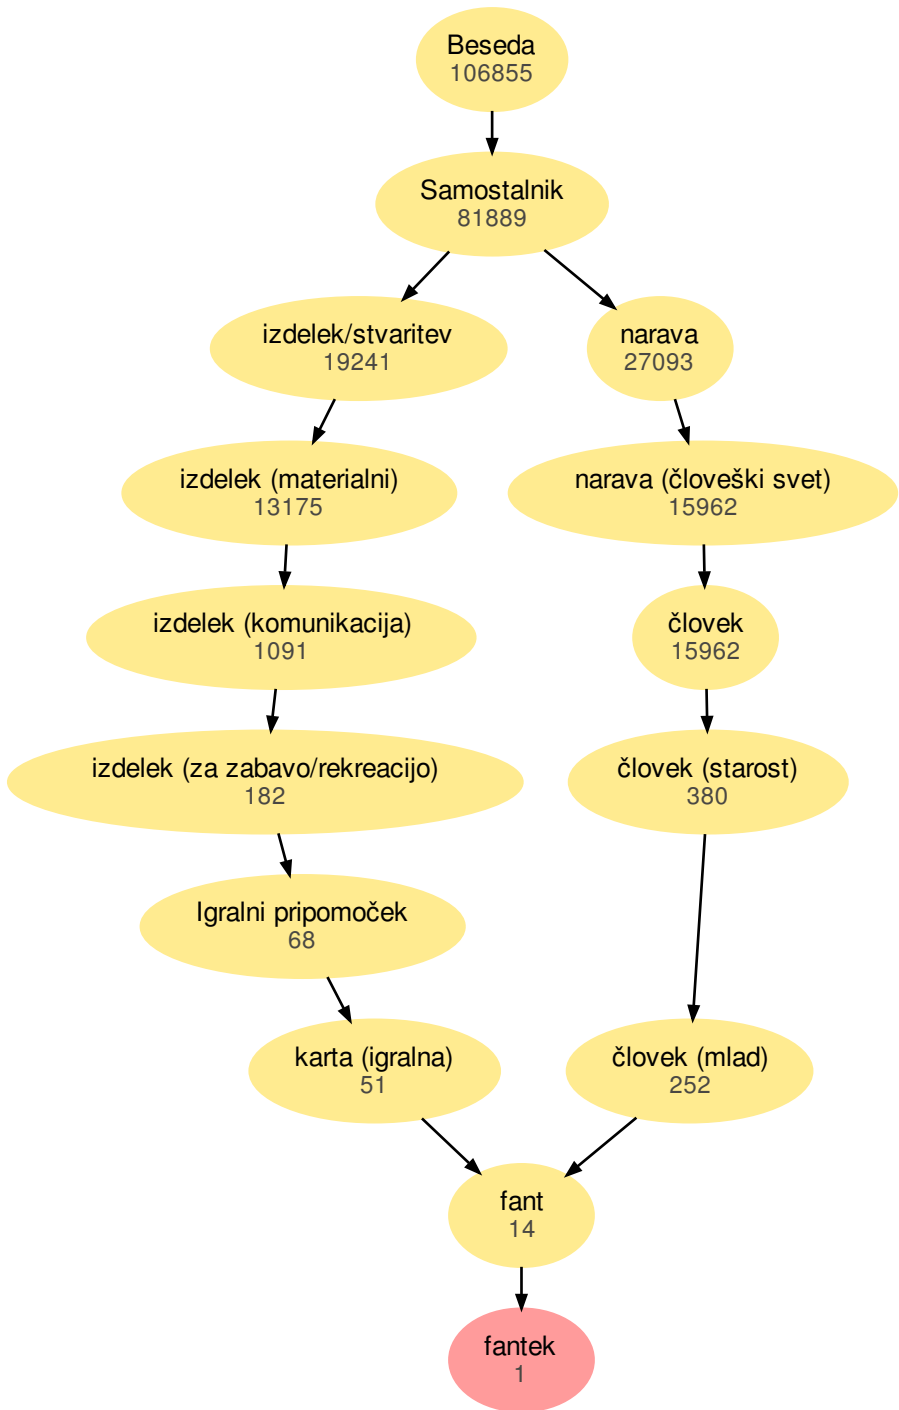 Beseda
106855
Samostalnik
81889
izdelek/stvaritev
19241
narava
27093
izdelek (materialni)
13175
narava (človeški svet)
15962
izdelek (komunikacija)
1091
človek
15962
izdelek (za zabavo/rekreacijo)
182
človek (starost)
380
Igralni pripomoček
68
karta (igralna)
51
človek (mlad)
252
fant
14
fantek
1